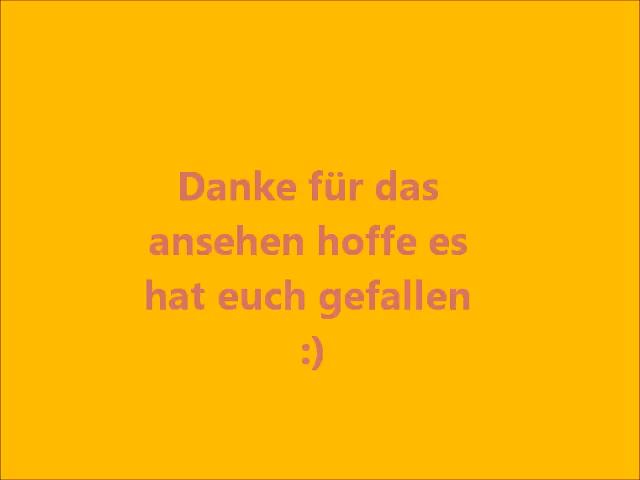 Danke für das
ansehen hoffe es
hat euch gefallen
:)